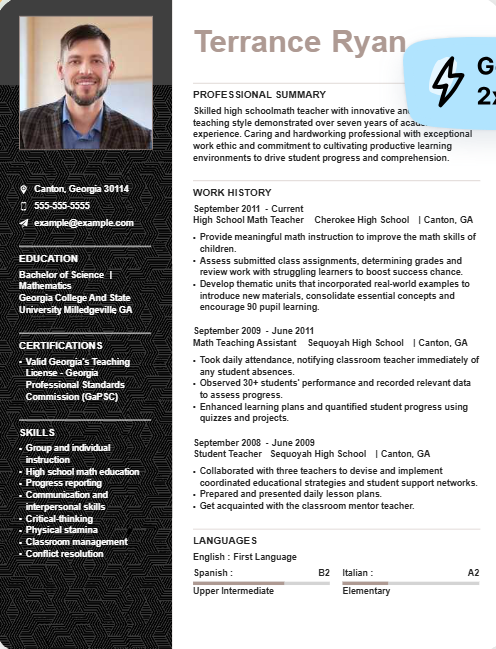 Terrance Ryan
2x
Canton, Georgia 30114
555-555-5555
example@example.com
EDUCATION
Bachelor of Science |
Mathematics
Georgia College And State
University Milledgeville GA
CERTIFICATIONS
• Valid Georgia's Teaching
License - Georgia
Professional Standards
Commission (GaPSC)
SKILLS
• Group and individual
instruction
• High school math education
• Progress reporting
• Communication and
interpersonal skills
• Critical-thinking
• Physical stamina
• Classroom management
• Conflict resolution
PROFESSIONAL SUMMARY
Skilled high schoolmath teacher with innovative
teaching style demonstrated over seven years of
experience. Caring and hardworking professional with exceptional
work ethic and commitment to cultivating productive learning
environments to drive student progress and comprehension.
WORK HISTORY
September 2011 - Current
High School Math Teacher Cherokee High School | Canton, GA
• Provide meaningful math instruction to improve the math skills of
children.
• Assess submitted class assignments, determining grades and
review work with struggling learners to boost success chance.
• Develop thematic units that incorporated real-world examples to
introduce new materials, consolidate essential concepts and
encourage 90 pupil learning.
September 2009 - June 2011
Math Teaching Assistant Sequoyah High School | Canton, GA
• Took daily attendance, notifying classroom teacher immediately of
any student absences.
• Observed 30+ students' performance and recorded relevant data
to assess progress.
• Enhanced learning plans and quantified student progress using
quizzes and projects.
September 2008 - June 2009
Student Teacher Sequoyah High School | Canton, GA
• Collaborated with three teachers to devise and implement
coordinated educational strategies and student support networks.
• Prepared and presented daily lesson plans.
• Get acquainted with the classroom mentor teacher.
LANGUAGES
English : First Language
Spanish : B2
Upper Intermediate
Italian : A2
Elementary